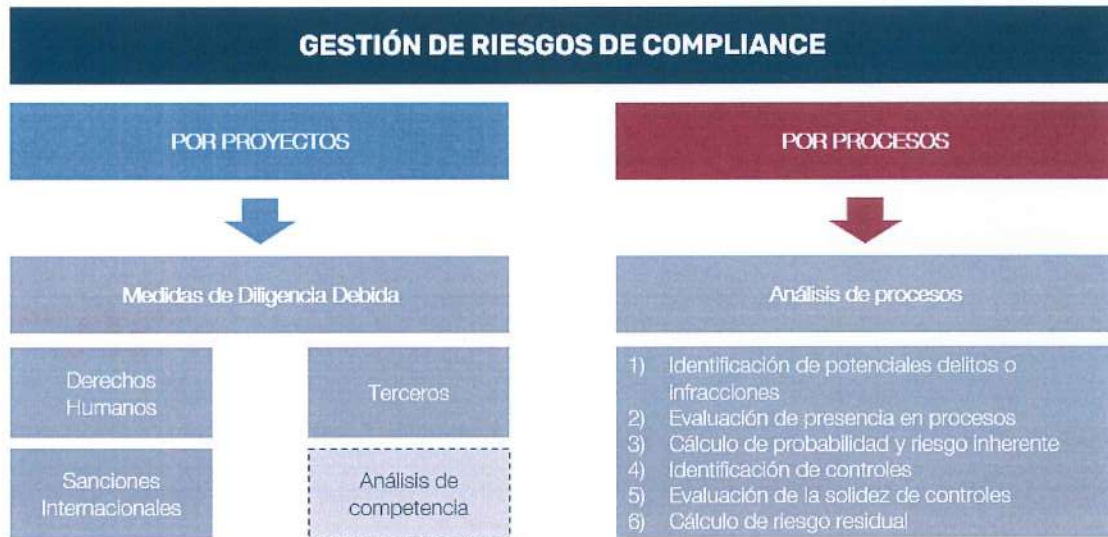 GESTIÓN DE RIESGOS DE COMPLIANCE
POR PROYECTOS
Medidas de Diligencia Debida
Derechos
Humanos
Terceros
Sanciones
Internacionales
Análisis de
competencia
POR PROCESOS
Análisis de procesos
1) Identificación de potenciales delitos o
infracciones
2) Evaluación de presencia en procesos
3) Cálculo de probabilidad y riesgo inherente
4) Identificación de controles
5) Evaluación de la solidez de controles
6) Cálculo de riesgo residual